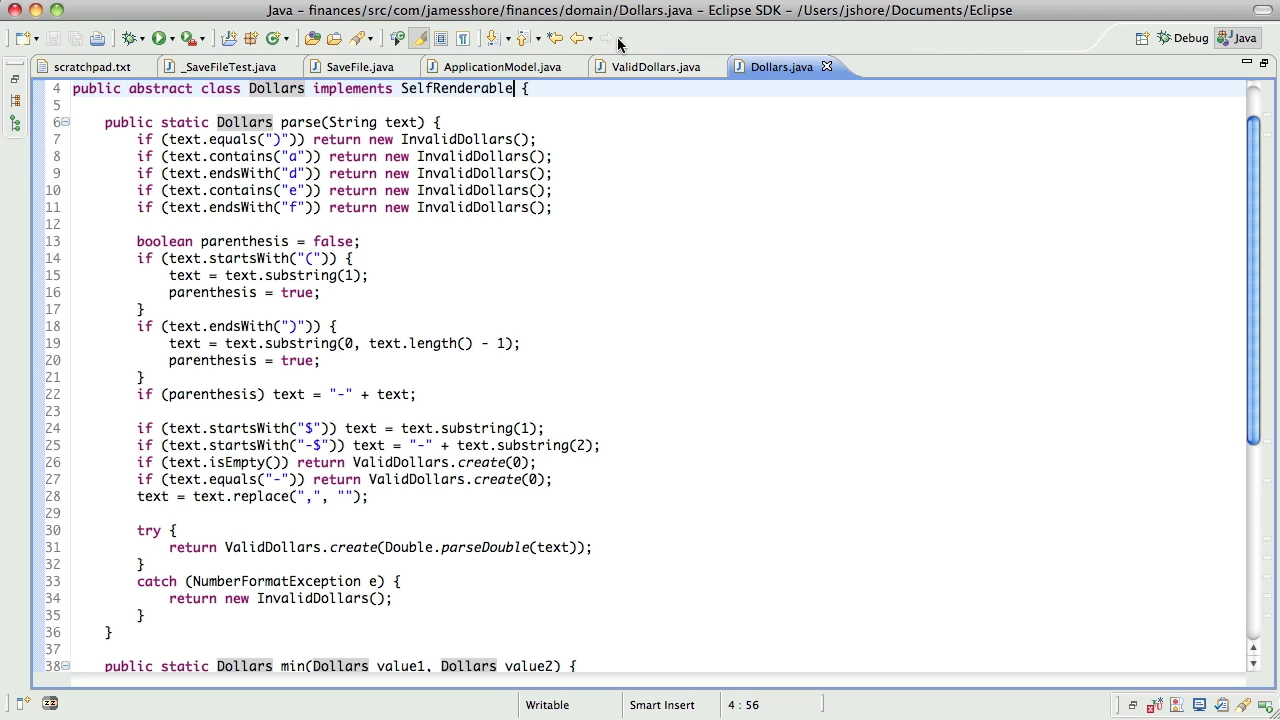 Java - finances/src/com/jamesshore/finances/domain/Dollars.java - Eclipse SDK - /Users/jshore/Documents/Eclipse
Debug Java
scratchpad.txt _SaveFileTest.java SaveFile.java ApplicationModel.java ValidDollars.java Dollars.java
4 public abstract class Dollars implements SelfRenderable {
5
6 public static Dollars parse(String text) {
7 if (text.equals(")")) return new InvalidDollars();
8 if (text.contains("a")) return new InvalidDollars();
9 if (text.endsWith("d")) return new InvalidDollars();
10 if (text.contains("e")) return new InvalidDollars();
11 if (text.endsWith("f")) return new InvalidDollars();
12
13 boolean parenthesis = false;
14 if (text.startsWith("(")) {
15 text = text.substring(1);
16 parenthesis = true;
17 }
18 if (text.endsWith(")")) {
19 text = text.substring(0, text.length() - 1);
20 parenthesis = true;
21 }
22 if (parenthesis) text = "-" + text;
23
24 if (text.startsWith("$")) text = text.substring(1);
25 if (text.startsWith("-$")) text = "-" + text.substring(2);
26 if (text.isEmpty()) return ValidDollars.create(0);
27 if (text.equals("-")) return ValidDollars.create(0);
28 text = text.replace(",", "");
29
30 try {
31 return ValidDollars.create(Double.parseDouble(text));
32 }
33 catch (NumberFormatException e) {
34 return new InvalidDollars();
35 }
36 }
37
38 public static Dollars min(Dollars value1, Dollars value2) {
Writable Smart Insert 4 : 56